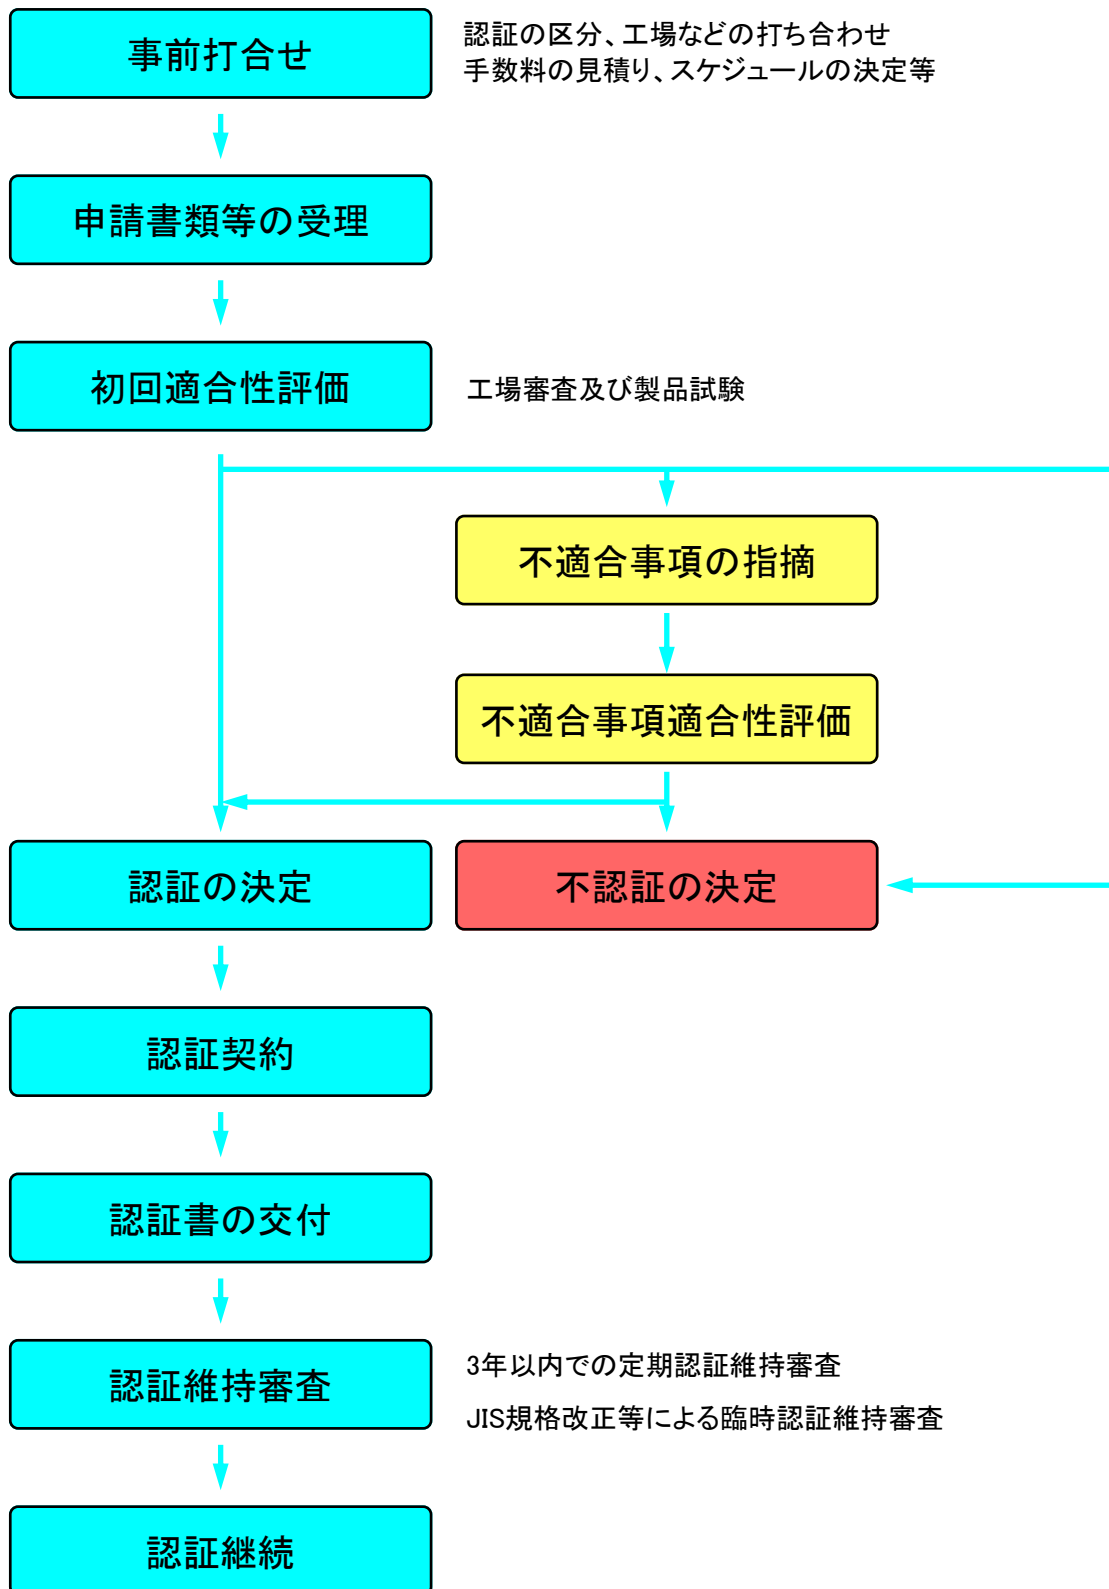 事前打合せ
認証の区分、工場などの打ち合わせ
手数料の見積り、スケジュールの決定等
申請書類等の受理
初回適合性評価
工場審査及び製品試験
不適合事項の指摘
不適合事項適合性評価
認証の決定
不認証の決定
認証契約
認証書の交付
認証維持審査
3年以内での定期認証維持審査
JIS規格改正等による臨時認証維持審査
認証継続